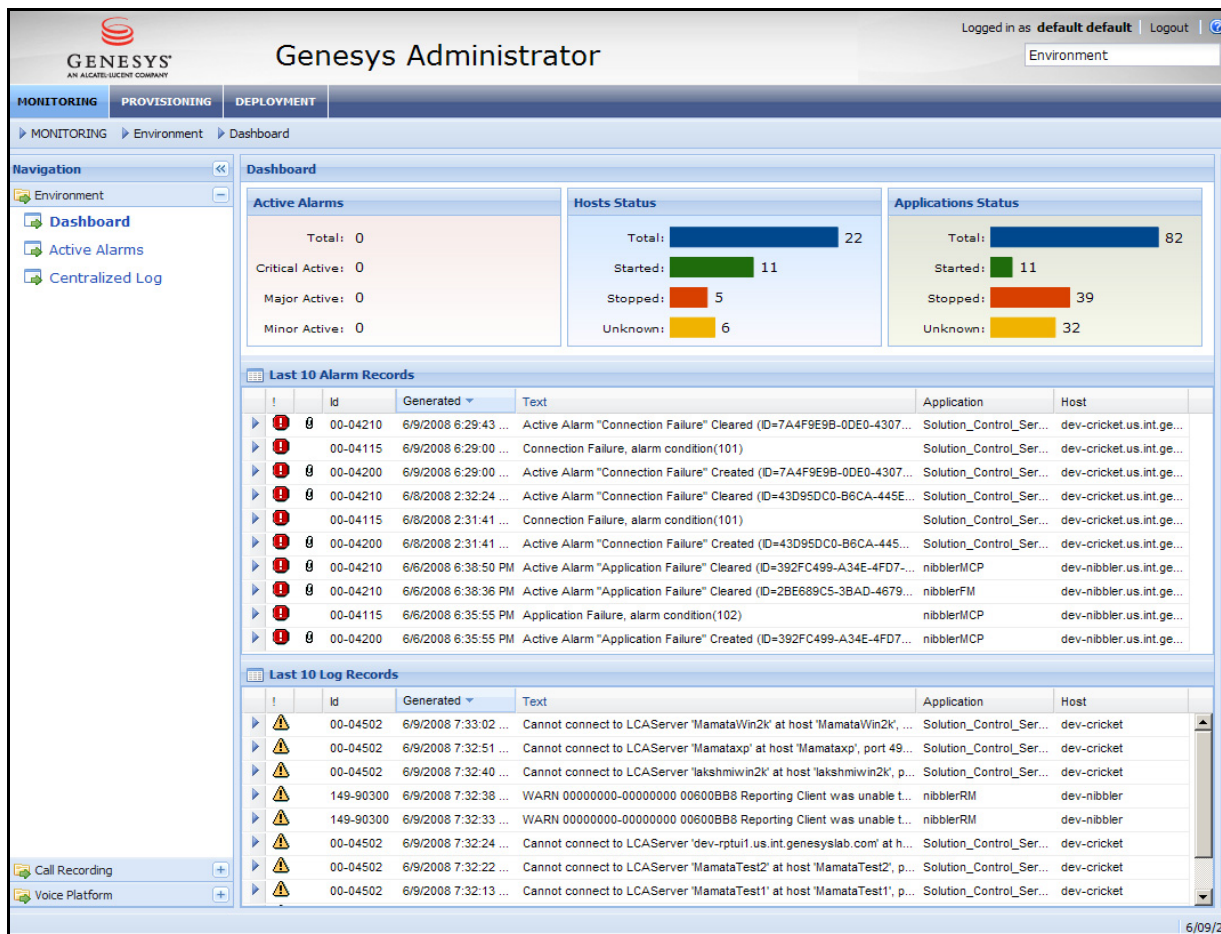 GENESYS
AN ALCATEL-LUCENT COMPANY
Genesys Administrator
Logged in as default default Logout
Environment
MONITORING PROVISIONING DEPLOYMENT
MONITORING Environment Dashboard
Navigation
Environment
Dashboard
Active Alarms
Centralized Log
Call Recording
Voice Platform
Dashboard
Active Alarms
Total: 0
Critical Active: 0
Major Active: 0
Minor Active: 0
Hosts Status
Total: 22
Started: 11
Stopped: 5
Unknown: 6
Applications Status
Total: 82
Started: 11
Stopped: 39
Unknown: 32
Last 10 Alarm Records
! Id Generated Text Application Host
00-04210 6/9/2008 6:29:43 ... Active Alarm "Connection Failure" Cleared (ID=7A4F9E9B-0DE0-4307... Solution_Control_Ser... dev-cricket.us.int.ge...
00-04115 6/9/2008 6:29:00 ... Connection Failure, alarm condition(101) Solution_Control_Ser... dev-cricket.us.int.ge...
00-04200 6/9/2008 6:29:00 ... Active Alarm "Connection Failure" Created (ID=7A4F9E9B-0DE0-4307... Solution_Control_Ser... dev-cricket.us.int.ge...
00-04210 6/8/2008 2:32:24 ... Active Alarm "Connection Failure" Cleared (ID=43D95DC0-B6CA-445E... Solution_Control_Ser... dev-cricket.us.int.ge...
00-04115 6/8/2008 2:31:41 ... Connection Failure, alarm condition(101) Solution_Control_Ser... dev-cricket.us.int.ge...
00-04200 6/8/2008 2:31:41 ... Active Alarm "Connection Failure" Created (ID=43D95DC0-B6CA-445... Solution_Control_Ser... dev-cricket.us.int.ge...
00-04210 6/6/2008 6:38:50 PM Active Alarm "Application Failure" Cleared (ID=392FC499-A34E-4FD7-... nibblerMCP dev-nibbler.us.int.ge...
00-04210 6/6/2008 6:38:36 PM Active Alarm "Application Failure" Cleared (ID=2BE689C5-3BAD-4679... nibblerFM dev-nibbler.us.int.ge...
00-04115 6/6/2008 6:35:55 PM Application Failure, alarm condition(102) nibblerMCP dev-nibbler.us.int.ge...
00-04200 6/6/2008 6:35:55 PM Active Alarm "Application Failure" Created (ID=392FC499-A34E-4FD7... nibblerMCP dev-nibbler.us.int.ge...
Last 10 Log Records
! Id Generated Text Application Host
00-04502 6/9/2008 7:33:02 ... Cannot connect to LCAServer 'MamataWin2k' at host 'MamataWin2k', ... Solution_Control_Ser... dev-cricket
00-04502 6/9/2008 7:32:51 ... Cannot connect to LCAServer 'Mamataxp' at host 'Mamataxp', port 49... Solution_Control_Ser... dev-cricket
00-04502 6/9/2008 7:32:40 ... Cannot connect to LCAServer 'lakshmiwin2k' at host 'lakshmiwin2k', p... Solution_Control_Ser... dev-cricket
149-90300 6/9/2008 7:32:38 ... WARN 00000000-00000000 00600BB8 Reporting Client was unable t... nibblerRM dev-nibbler
149-90300 6/9/2008 7:32:33 ... WARN 00000000-00000000 00600BB8 Reporting Client was unable t... nibblerRM dev-nibbler
00-04502 6/9/2008 7:32:24 ... Cannot connect to LCAServer 'dev-rptui1.us.int.genesyslab.com' at h... Solution_Control_Ser... dev-cricket
00-04502 6/9/2008 7:32:22 ... Cannot connect to LCAServer 'MamataTest2' at host 'MamataTest2', p... Solution_Control_Ser... dev-cricket
00-04502 6/9/2008 7:32:13 ... Cannot connect to LCAServer 'MamataTest1' at host 'MamataTest1', p... Solution_Control_Ser... dev-cricket
6/09/2